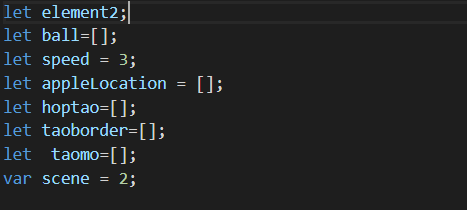 let element2;
let ball=[];
let speed = 3;
let appleLocation = [];
let hoptao=[];
let taoborder=[];
let  taomo=[];
var scene = 2;